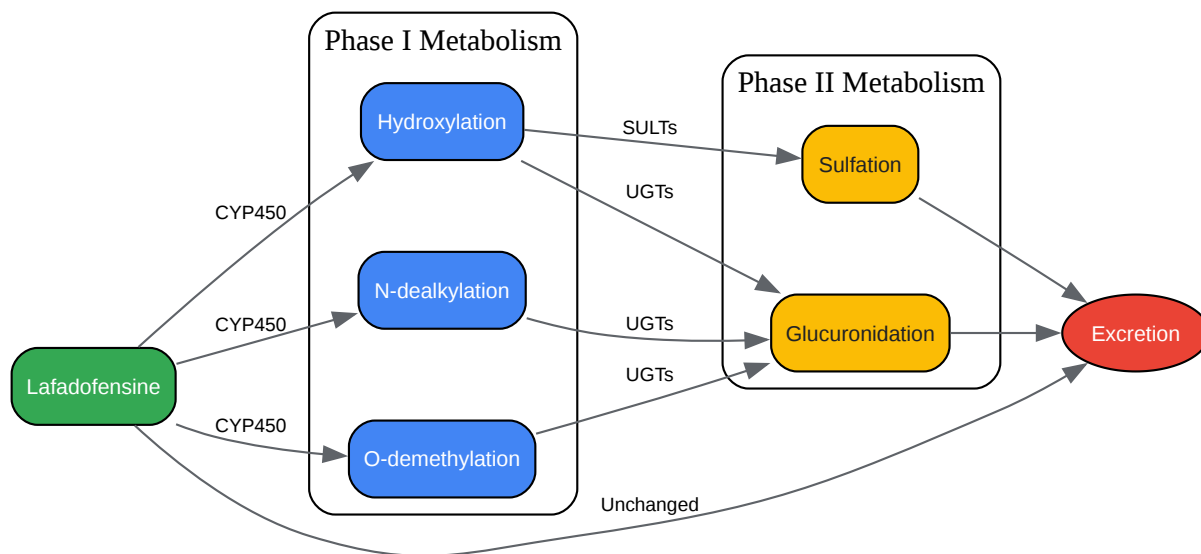 Phase I Metabolism
Phase II Metabolism
Hydroxylation
SULTs
Sulfation
UGTs
CYP450
N-dealkylation
CYP450
UGTs
Glucuronidation
Excretion
Lafadofensine
UGTs
CYP450
O-demethylation
Unchanged